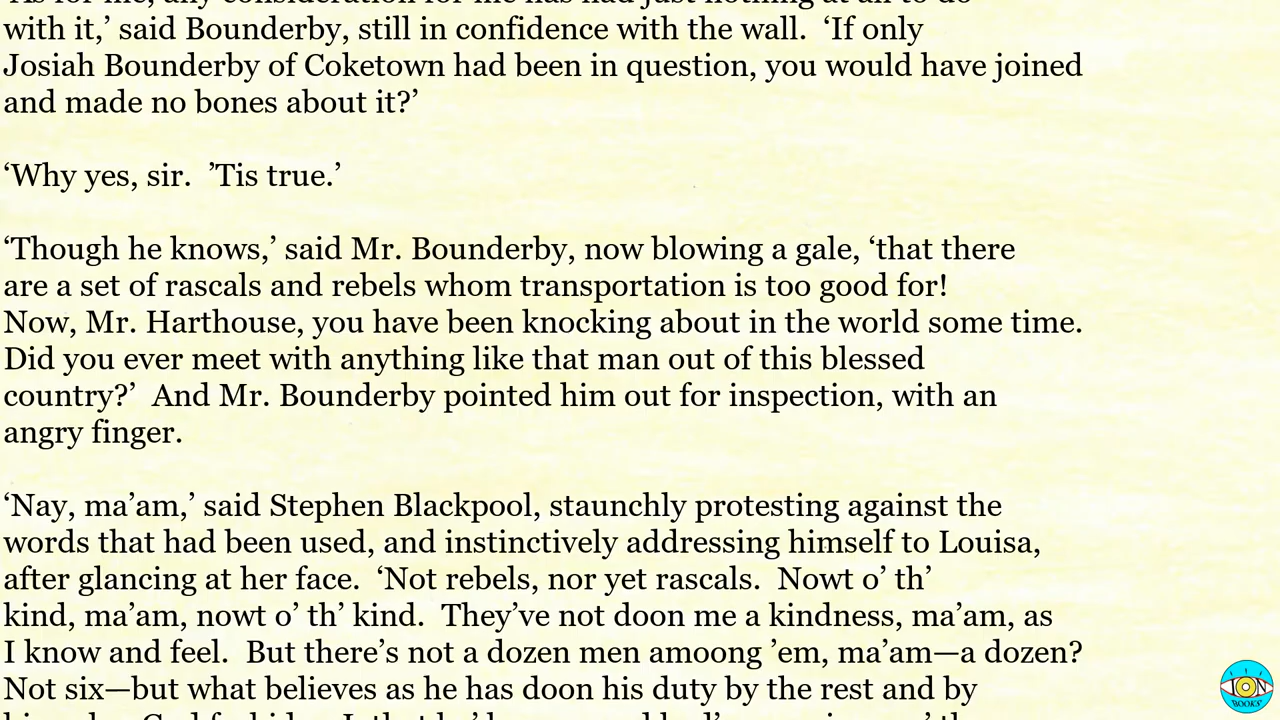 with it,’ said Bounderby, still in confidence with the wall.  ‘If only
Josiah Bounderby of Coketown had been in question, you would have joined
and made no bones about it?’
‘Why yes, sir.  ’Tis true.’
‘Though he knows,’ said Mr. Bounderby, now blowing a gale, ‘that there
are a set of rascals and rebels whom transportation is too good for!
Now, Mr. Harthouse, you have been knocking about in the world some time.
Did you ever meet with anything like that man out of this blessed
country?’  And Mr. Bounderby pointed him out for inspection, with an
angry finger.
‘Nay, ma’am,’ said Stephen Blackpool, staunchly protesting against the
words that had been used, and instinctively addressing himself to Louisa,
after glancing at her face.  ‘Not rebels, nor yet rascals.  Nowt o’ th’
kind, ma’am, nowt o’ th’ kind.  They’ve not doon me a kindness, ma’am, as
I know and feel.  But there’s not a dozen men amoong ’em, ma’am—a dozen?
Not six—but what believes as he has doon his duty by the rest and by
ION
BOOKS